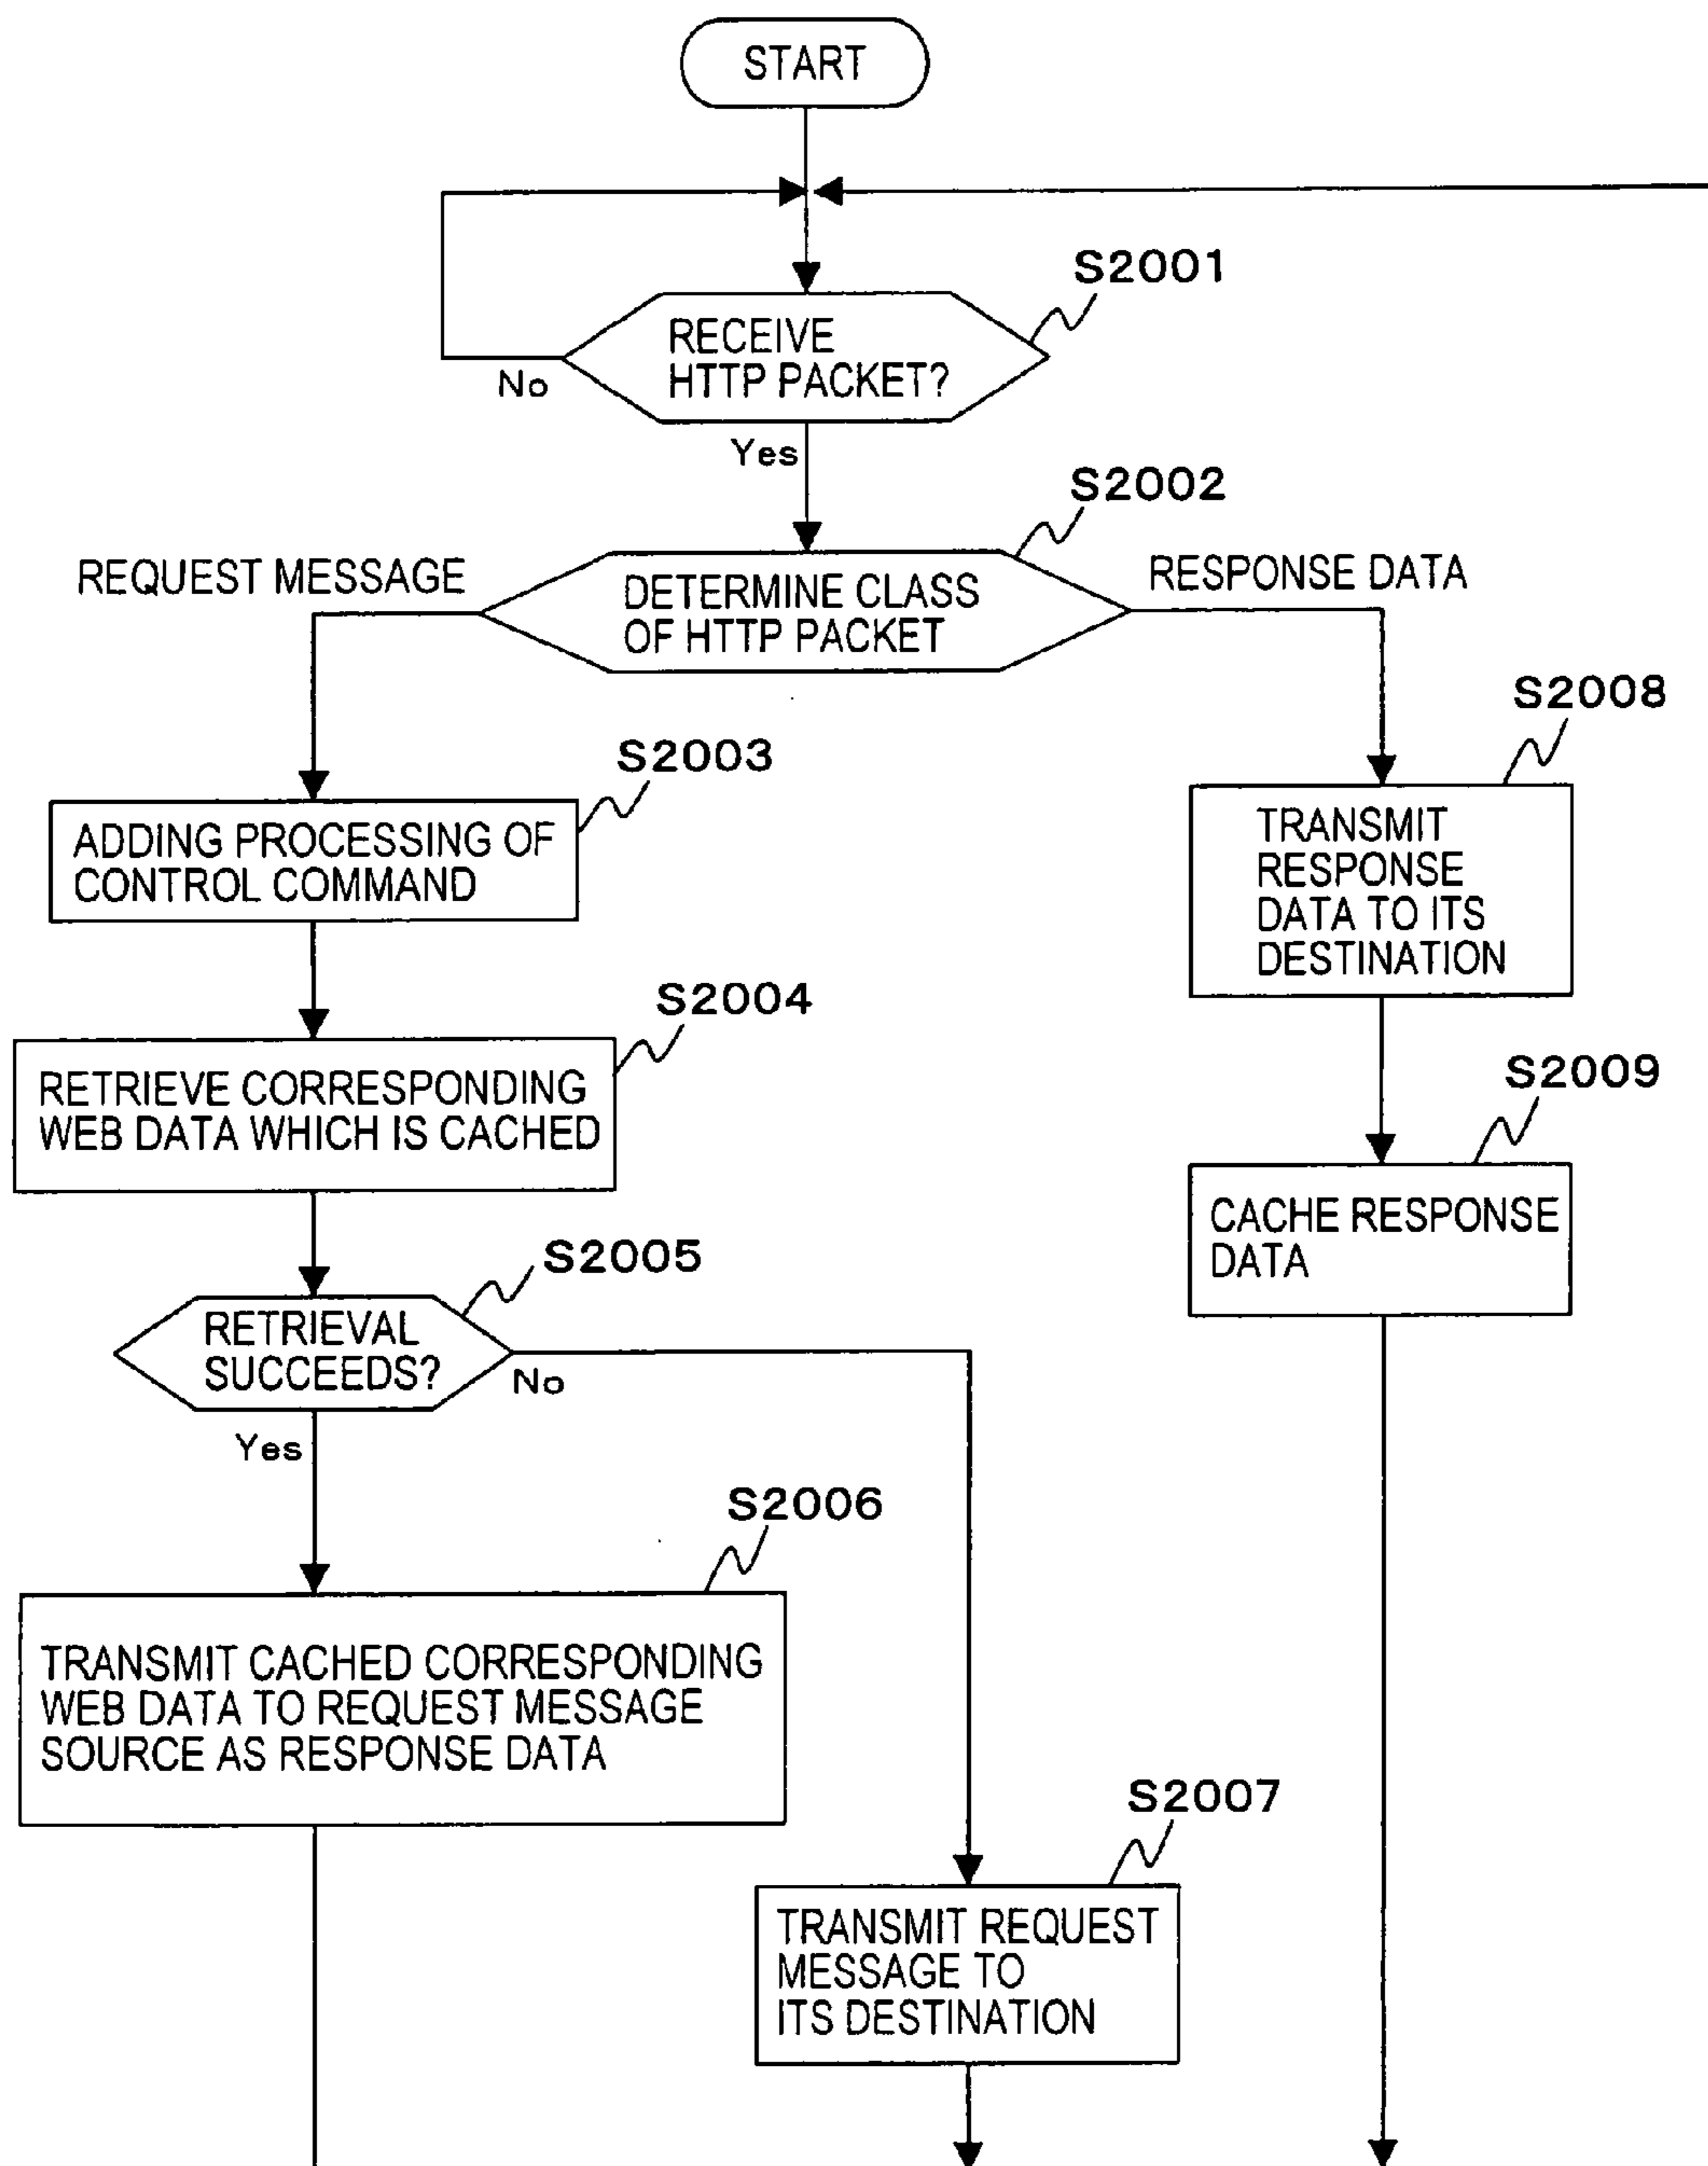 START
S2001
RECEIVE
HTTP PACKET?
No
Yes
S2002
REQUEST MESSAGE
DETERMINE CLASS
OF HTTP PACKET
RESPONSE DATA
S2003
ADDING PROCESSING OF
CONTROL COMMAND
S2008
TRANSMIT
RESPONSE
DATA TO ITS
DESTINATION
S2004
RETRIEVE CORRESPONDING
WEB DATA WHICH IS CACHED
S2009
CACHE RESPONSE
DATA
S2005
RETRIEVAL
SUCCEEDS?
No
Yes
S2006
TRANSMIT CACHED CORRESPONDING
WEB DATA TO REQUEST MESSAGE
SOURCE AS RESPONSE DATA
S2007
TRANSMIT REQUEST
MESSAGE TO
ITS DESTINATION